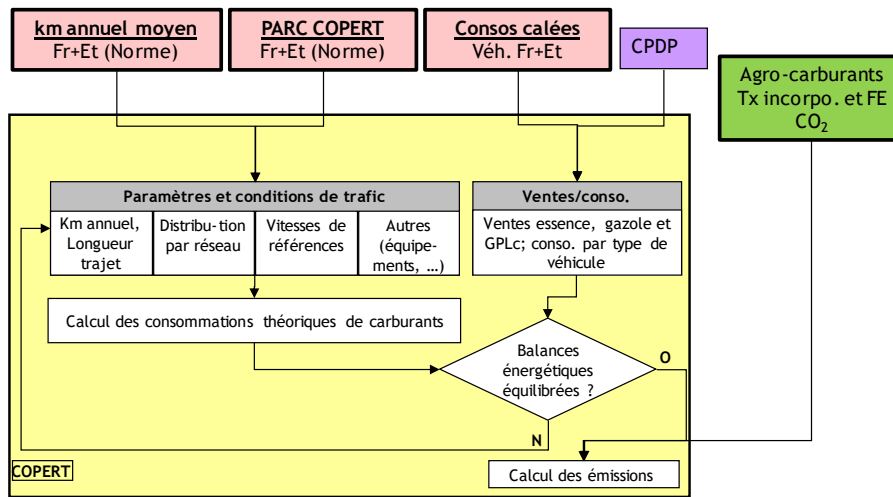 km annuel moyen
Fr+Et (Norme)
PARC COPERT
Fr+Et (Norme)
Consos calées
Véh. Fr+Et
CPDP
Agro-carburants
Tx incorpo. et FE
CO₂
Paramètres et conditions de trafic
Km annuel,
Longueur
trajet
Distribu-tion
par réseau
Vitesses de
références
Autres
(équipe-
ments, …)
Ventes/conso.
Ventes essence, gazole et
GPLc; conso. par type de
véhicule
Calcul des consommations théoriques de carburants
Balances
énergétiques
équilibrées ?
O
N
COPERT
Calcul des émissions